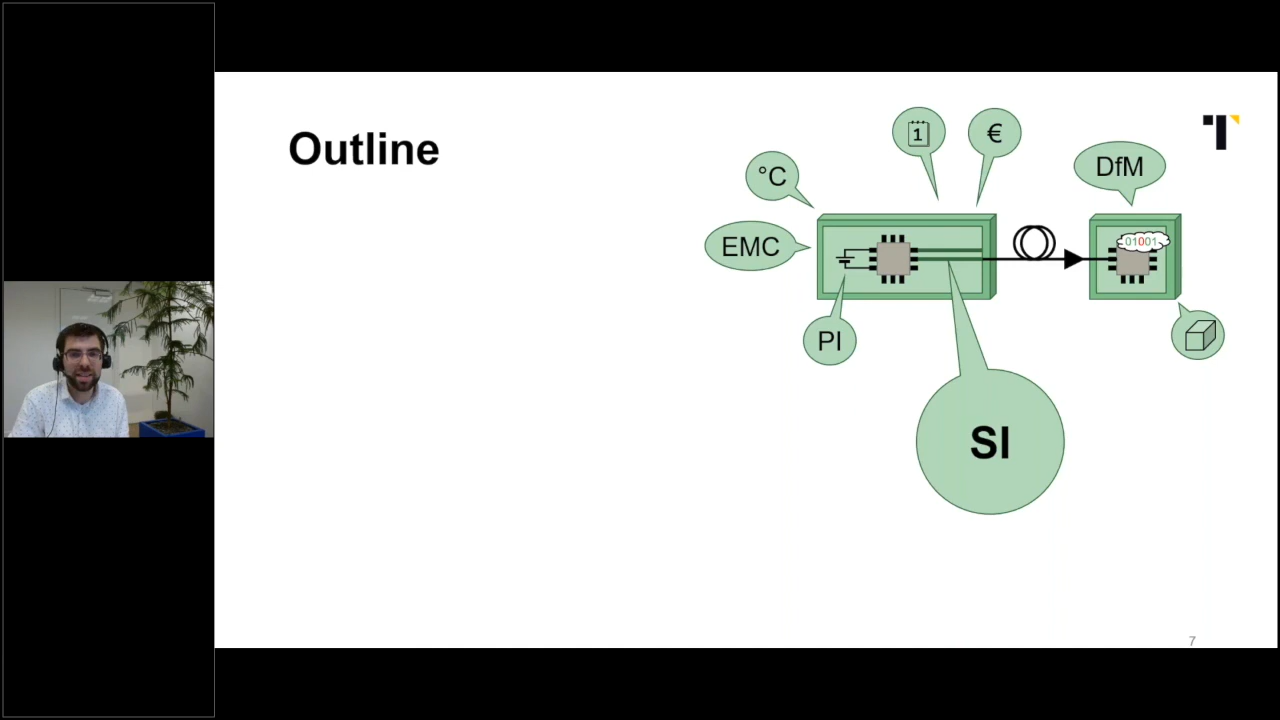 Outline
1
€
°C
DfM
EMC
01001
PI
SI
7